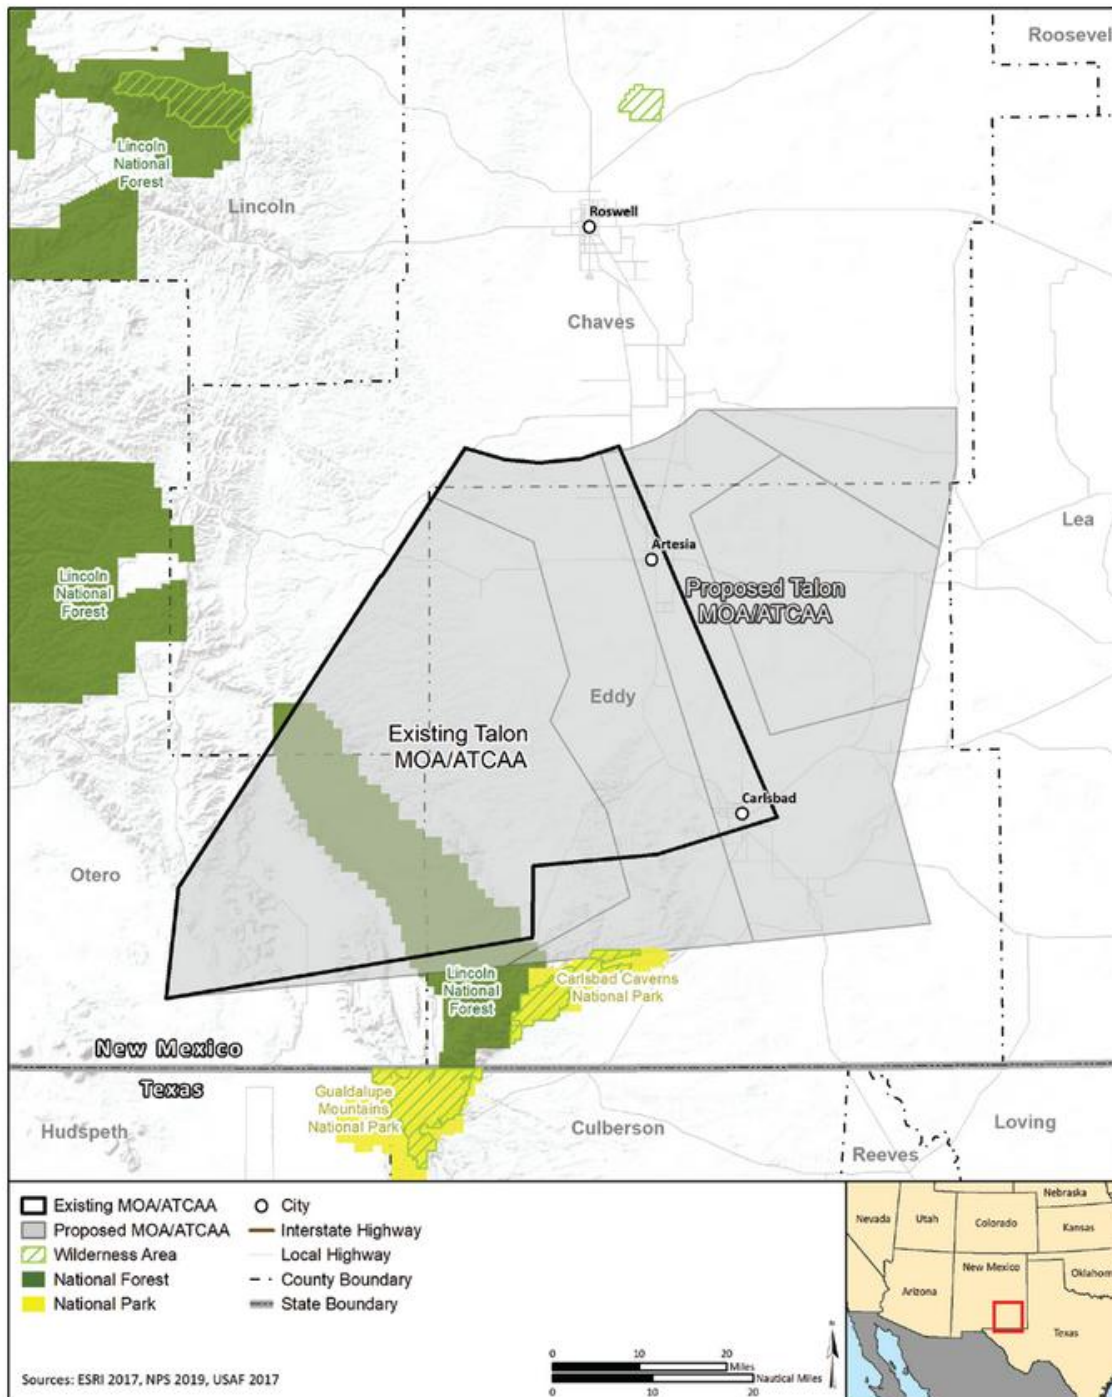 Roosevel
Lincoln
National
Forest
Lincoln
Roswell
Chaves
Lea
Lincoln
National
Forest
Artesia
Proposed Talon
MOA/ATCAA
Eddy
Existing Talon
MOA/ATCAA
Carlsbad
Otero
Lincoln
National
Forest
Carlsbad Caverns
National Park
New Mexico
Texas
Gualdalupe
Mountains
National Park
Hudspeth
Culberson
Loving
Reeves
Existing MOA/ATCAA
Proposed MOA/ATCAA
Wilderness Area
National Forest
National Park
City
Interstate Highway
Local Highway
County Boundary
State Boundary
Sources: ESRI 2017, NPS 2019, USAF 2017
0 10 20
Miles
Nautical Miles
0 10 20
N
Nebraska
Nevada
Utah
Colorado
Kansas
New Mexico
Oklahom
Arizona
Texas